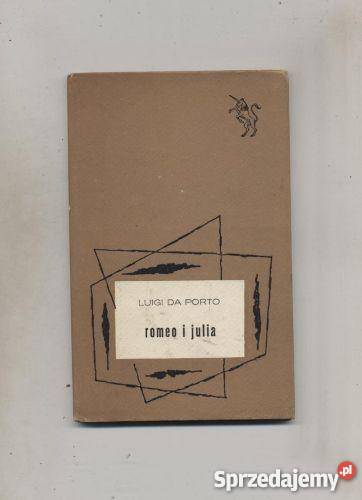 LUIGI DA PORTO
romeo i julia
Sprzedajemy.pl